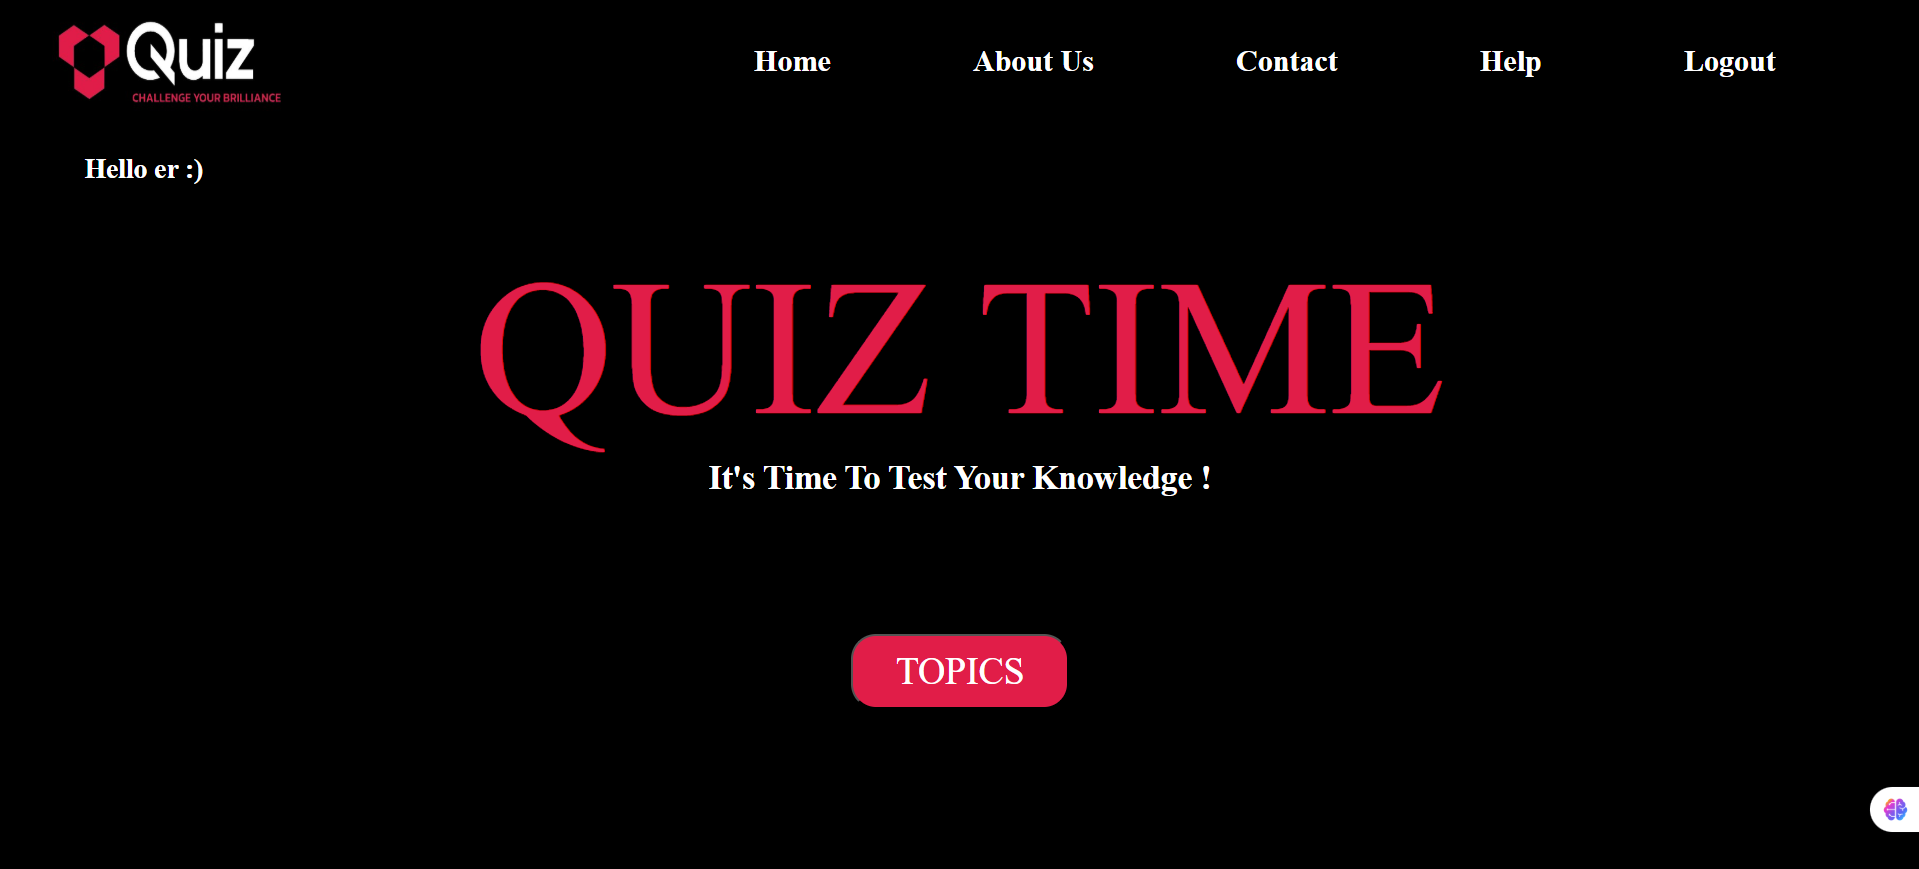 Quiz
CHALLENGE YOUR BRILLIANCE
Home About Us Contact Help Logout
Hello er :)
QUIZ TIME
It's Time To Test Your Knowledge !
TOPICS